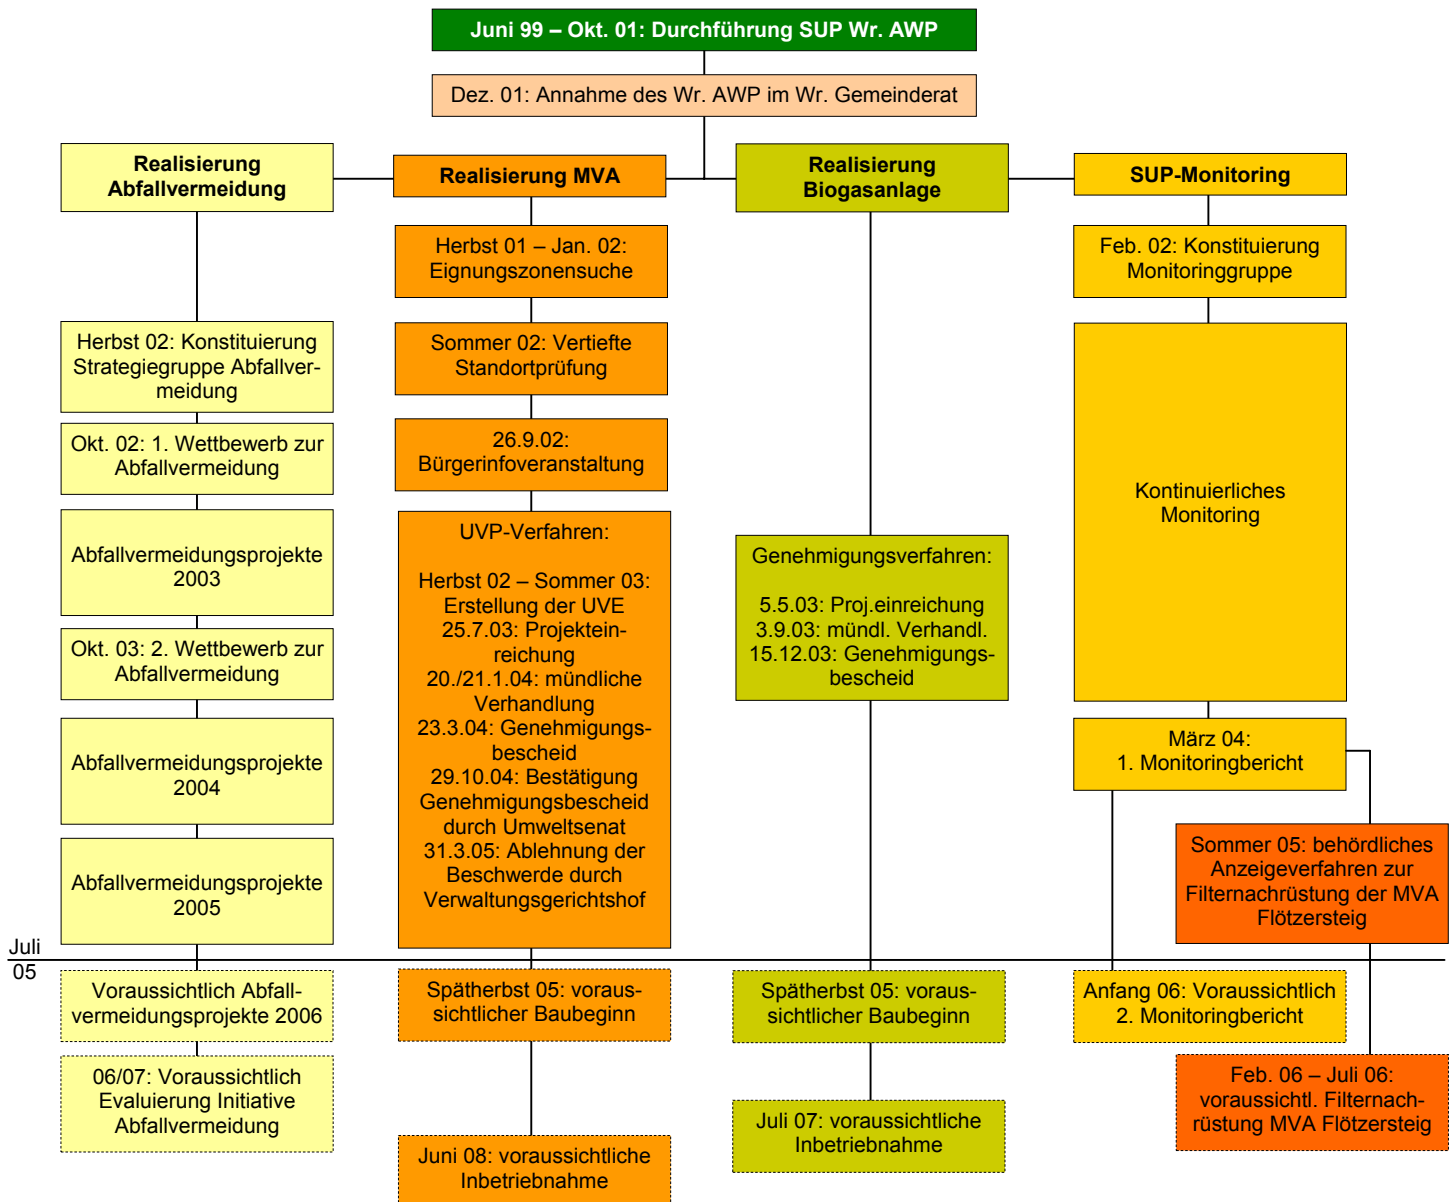 Juni 99 – Okt. 01: Durchführung SUP Wr. AWP
Dez. 01: Annahme des Wr. AWP im Wr. Gemeinderat
Realisierung
Abfallvermeidung
Realisierung MVA
Realisierung
Biogasanlage
SUP-Monitoring
Herbst 02: Konstituierung
Strategiegruppe Abfallver-
meidung
Okt. 02: 1. Wettbewerb zur
Abfallvermeidung
Abfallvermeidungsprojekte
2003
Okt. 03: 2. Wettbewerb zur
Abfallvermeidung
Abfallvermeidungsprojekte
2004
Abfallvermeidungsprojekte
2005
Herbst 01 – Jan. 02:
Eignungszonensuche
Sommer 02: Vertiefte
Standortprüfung
26.9.02:
Bürgerinfoveranstaltung
UVP-Verfahren:
Herbst 02 – Sommer 03:
Erstellung der UVE
25.7.03: Projektein-
reichung
20./21.1.04: mündliche
Verhandlung
23.3.04: Genehmigungs-
bescheid
29.10.04: Bestätigung
Genehmigungsbescheid
durch Umweltsenat
31.3.05: Ablehnung der
Beschwerde durch
Verwaltungsgerichtshof
Genehmigungsverfahren:
5.5.03: Proj.einreichung
3.9.03: mündl. Verhandl.
15.12.03: Genehmigungs-
bescheid
Feb. 02: Konstituierung
Monitoringgruppe
Kontinuierliches
Monitoring
März 04:
1. Monitoringbericht
Sommer 05: behördliches
Anzeigeverfahren zur
Filternachrüstung der MVA
Flötzersteig
Juli
05
Voraussichtlich Abfall-
vermeidungsprojekte 2006
06/07: Voraussichtlich
Evaluierung Initiative
Abfallvermeidung
Spätherbst 05: voraus-
sichtlicher Baubeginn
Juni 08: voraussichtliche
Inbetriebnahme
Spätherbst 05: voraus-
sichtlicher Baubeginn
Juli 07: voraussichtliche
Inbetriebnahme
Anfang 06: Voraussichtlich
2. Monitoringbericht
Feb. 06 – Juli 06:
voraussichtl. Filternach-
rüstung MVA Flötzersteig